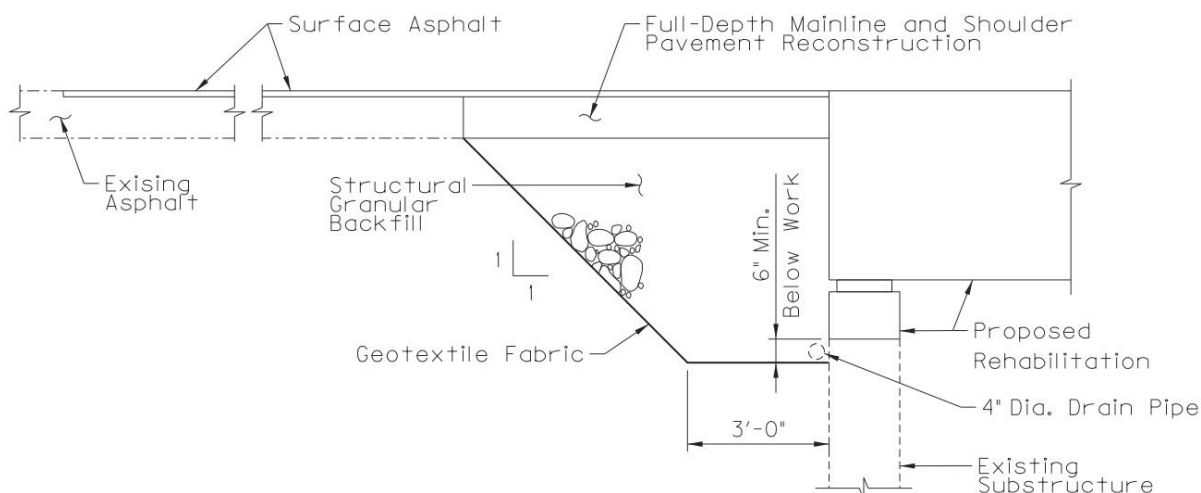 Surface Asphalt
Full-Depth Mainline and Shoulder
Pavement Reconstruction
Exising
Asphalt
Structural
Granular
Backfill
6" Min.
Below Work
1
1
Geotextile Fabric
Proposed
Rehabilitation
4" Dia. Drain Pipe
3'-0"
Existing
Substructure